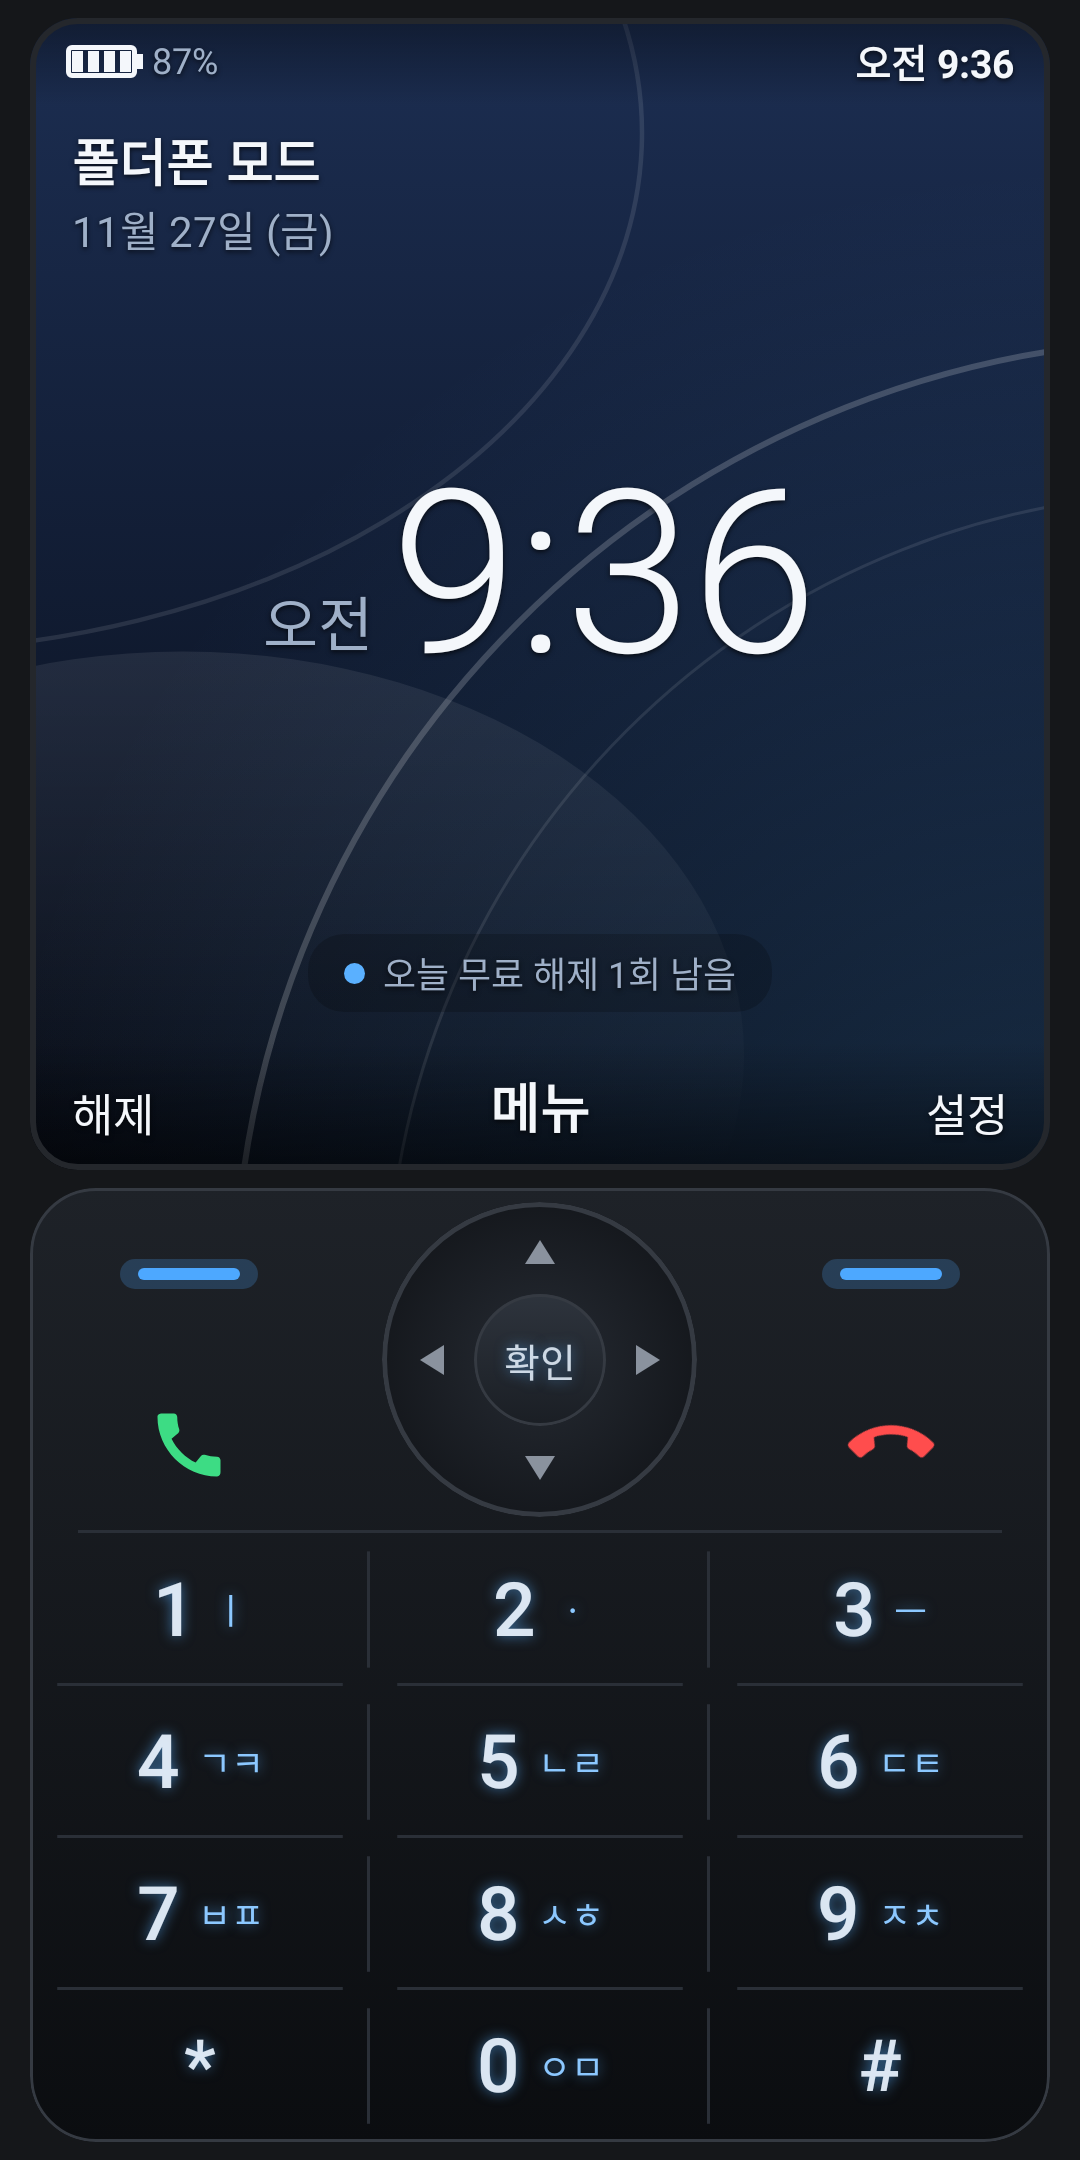 87%
오전 9:36
폴더폰 모드
11월 27일 (금)
오전 9:36
오늘 무료 해제 1회 남음
해제 메뉴 설정
확인
1 ㅣ 2 · 3 ㅡ
4 ㄱㅋ 5 ㄴㄹ 6 ㄷㅌ
7 ㅂㅍ 8 ㅅㅎ 9 ㅈㅊ
* 0 ㅇㅁ #